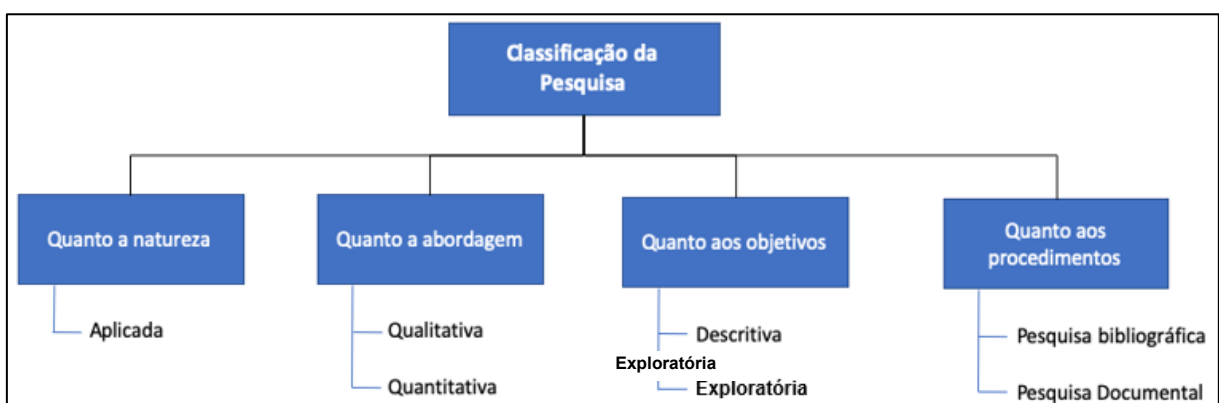 Classificação da
Pesquisa
Quanto a natureza
Aplicada
Quanto a abordagem
Qualitativa
Quantitativa
Quanto aos objetivos
Descritiva
Exploratória
Exploratória
Quanto aos
procedimentos
Pesquisa bibliográfica
Pesquisa Documental